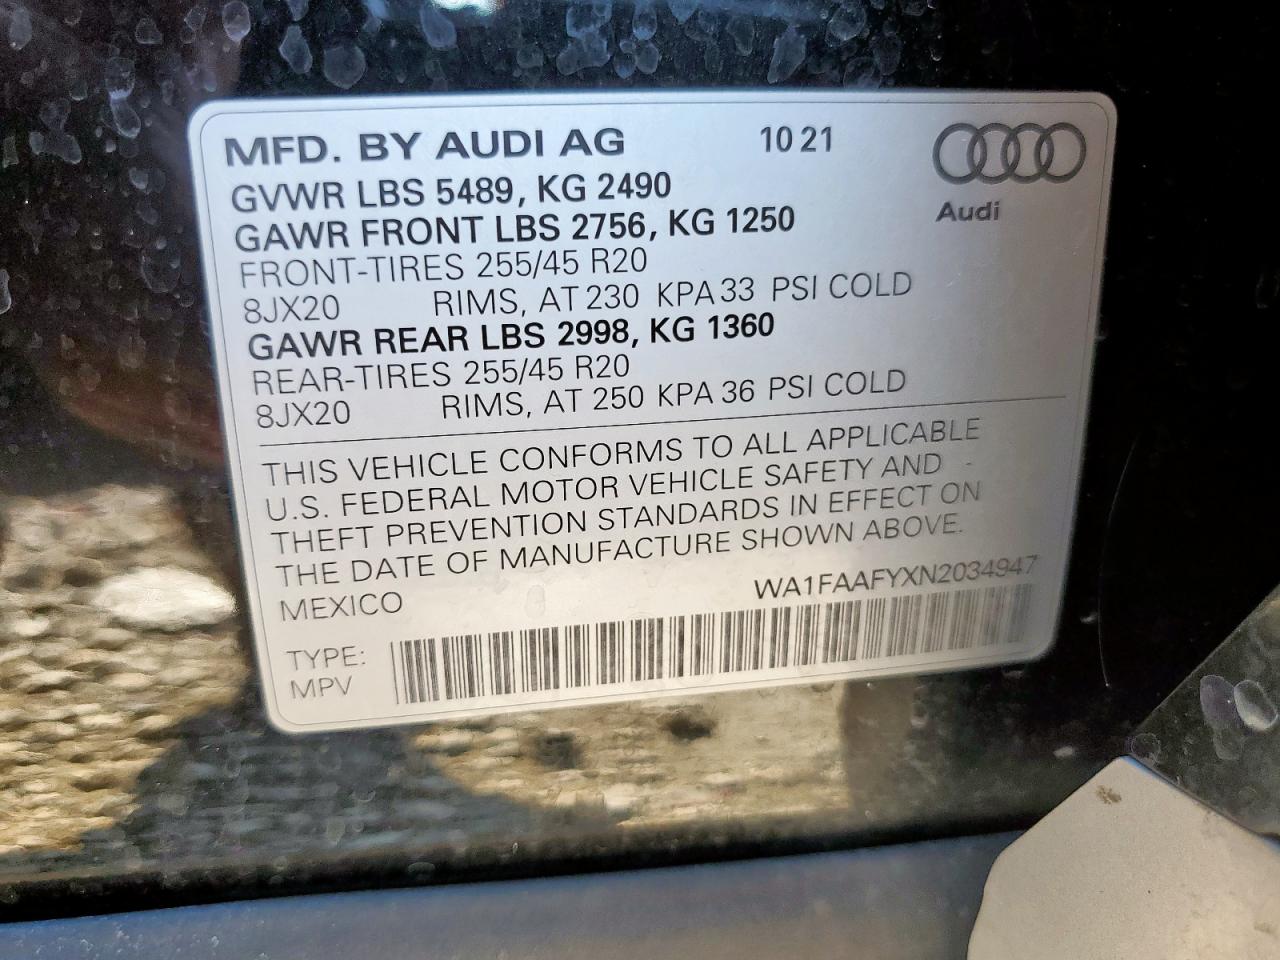 MFD. BY AUDI AG 10 21
Audi
GVWR LBS 5489, KG 2490
GAWR FRONT LBS 2756, KG 1250
FRONT-TIRES 255/45 R20
8JX20 RIMS, AT 230 KPA 33 PSI COLD
GAWR REAR LBS 2998, KG 1360
REAR-TIRES 255/45 R20
8JX20 RIMS, AT 250 KPA 36 PSI COLD
THIS VEHICLE CONFORMS TO ALL APPLICABLE
U.S. FEDERAL MOTOR VEHICLE SAFETY AND
THEFT PREVENTION STANDARDS IN EFFECT ON
THE DATE OF MANUFACTURE SHOWN ABOVE.
MEXICO WA1FAAFYXN2034947
TYPE:
MPV